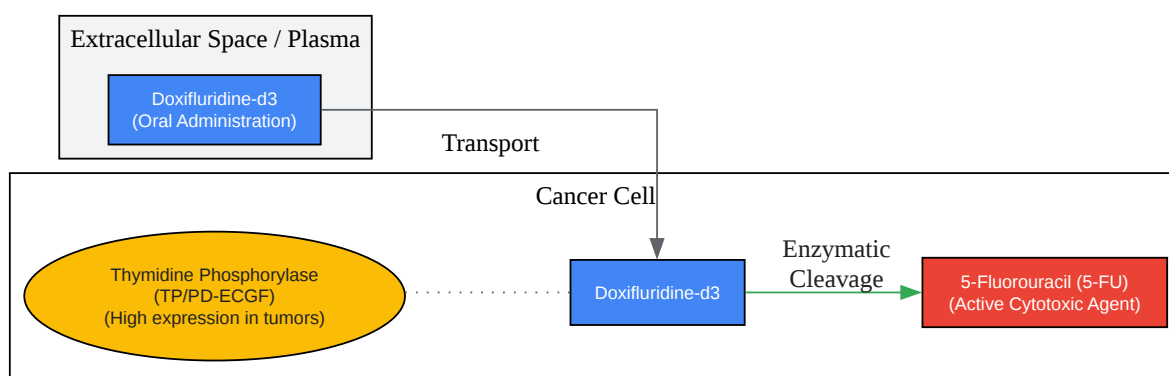 Extracellular Space / Plasma
Doxifluridine-d3
(Oral Administration)
Transport
Cancer Cell
Thymidine Phosphorylase
(TP/PD-ECGF)
(High expression in tumors)
Doxifluridine-d3
Enzymatic
Cleavage
5-Fluorouracil (5-FU)
(Active Cytotoxic Agent)